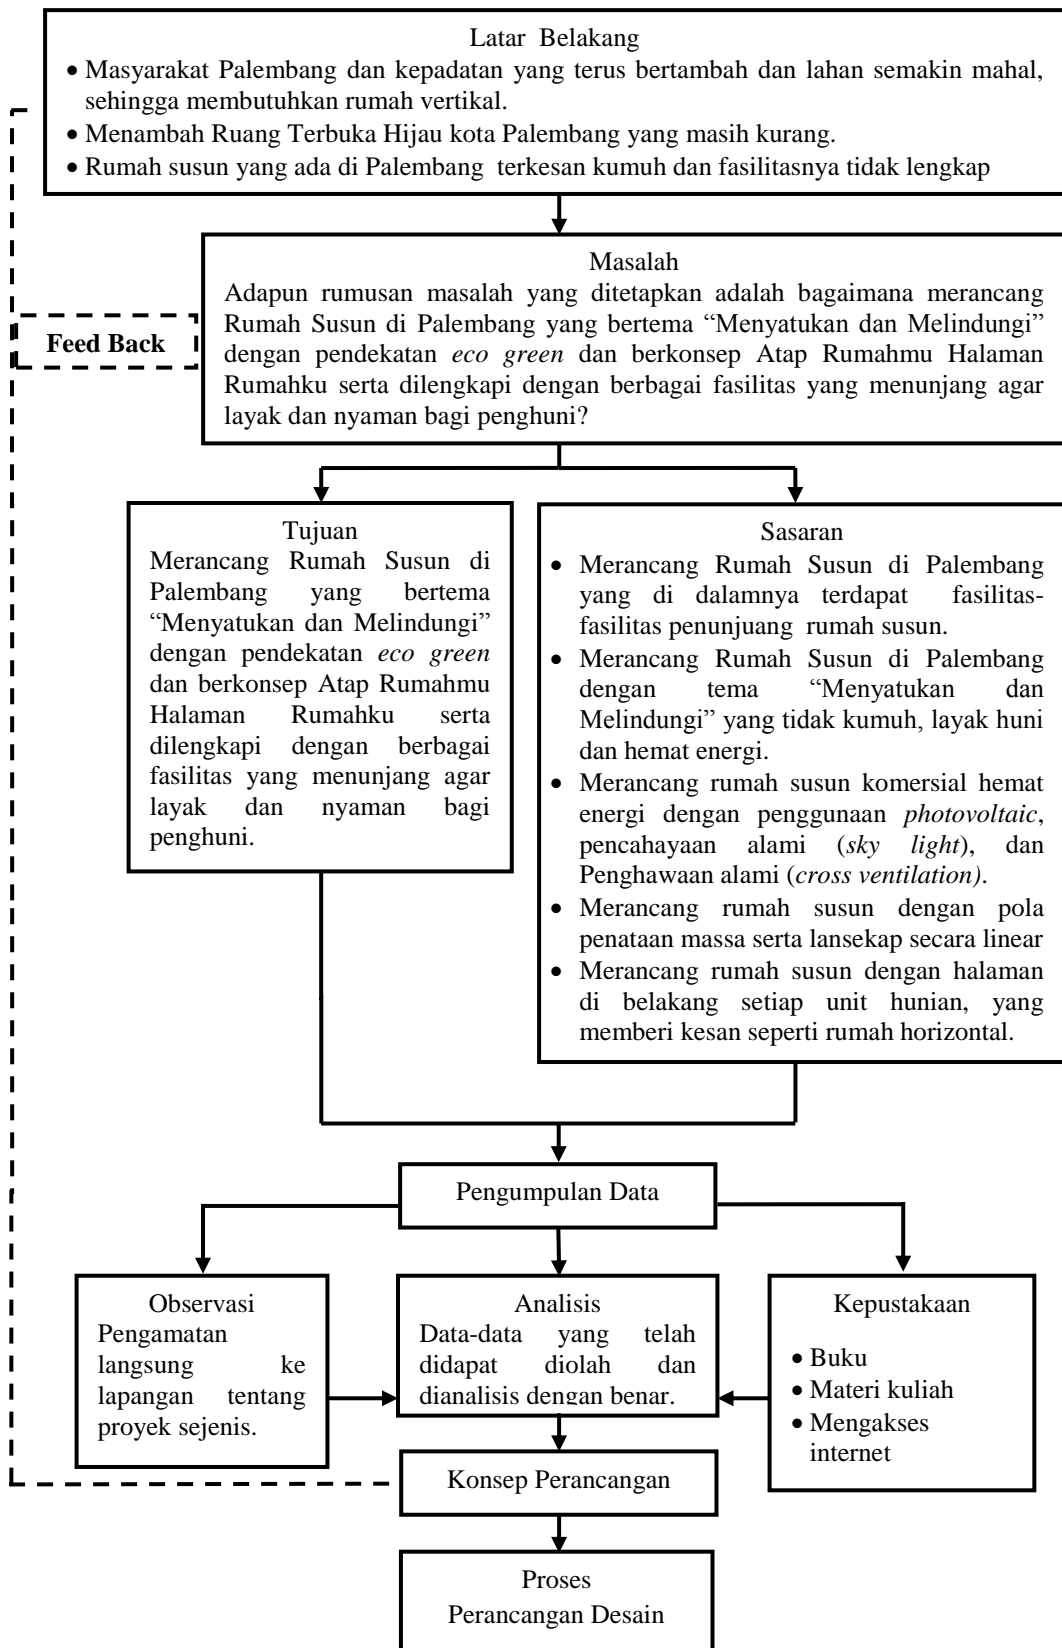 Latar Belakang
• Masyarakat Palembang dan kepadatan yang terus bertambah dan lahan semakin mahal,
sehingga membutuhkan rumah vertikal.
• Menambah Ruang Terbuka Hijau kota Palembang yang masih kurang.
• Rumah susun yang ada di Palembang terkesan kumuh dan fasilitasnya tidak lengkap
Masalah
Adapun rumusan masalah yang ditetapkan adalah bagaimana merancang
Rumah Susun di Palembang yang bertema “Menyatukan dan Melindungi”
dengan pendekatan eco green dan berkonsep Atap Rumahmu Halaman
Rumahku serta dilengkapi dengan berbagai fasilitas yang menunjang agar
layak dan nyaman bagi penghuni?
Feed Back
Tujuan
Merancang Rumah Susun di
Palembang yang bertema
“Menyatukan dan Melindungi”
dengan pendekatan eco green
dan berkonsep Atap Rumahmu
Halaman Rumahku serta
dilengkapi dengan berbagai
fasilitas yang menunjang agar
layak dan nyaman bagi
penghuni.
Sasaran
• Merancang Rumah Susun di Palembang
yang di dalamnya terdapat fasilitas-
fasilitas penunjuang rumah susun.
• Merancang Rumah Susun di Palembang
dengan tema “Menyatukan dan
Melindungi” yang tidak kumuh, layak huni
dan hemat energi.
• Merancang rumah susun komersial hemat
energi dengan penggunaan photovoltaic,
pencahayaan alami (sky light), dan
Penghawaan alami (cross ventilation).
• Merancang rumah susun dengan pola
penataan massa serta lansekap secara linear
• Merancang rumah susun dengan halaman
di belakang setiap unit hunian, yang
memberi kesan seperti rumah horizontal.
Pengumpulan Data
Observasi
Pengamatan
langsung ke
lapangan tentang
proyek sejenis.
Analisis
Data-data yang telah
didapat diolah dan
dianalisis dengan benar.
Kepustakaan
• Buku
• Materi kuliah
• Mengakses
internet
Konsep Perancangan
Proses
Perancangan Desain